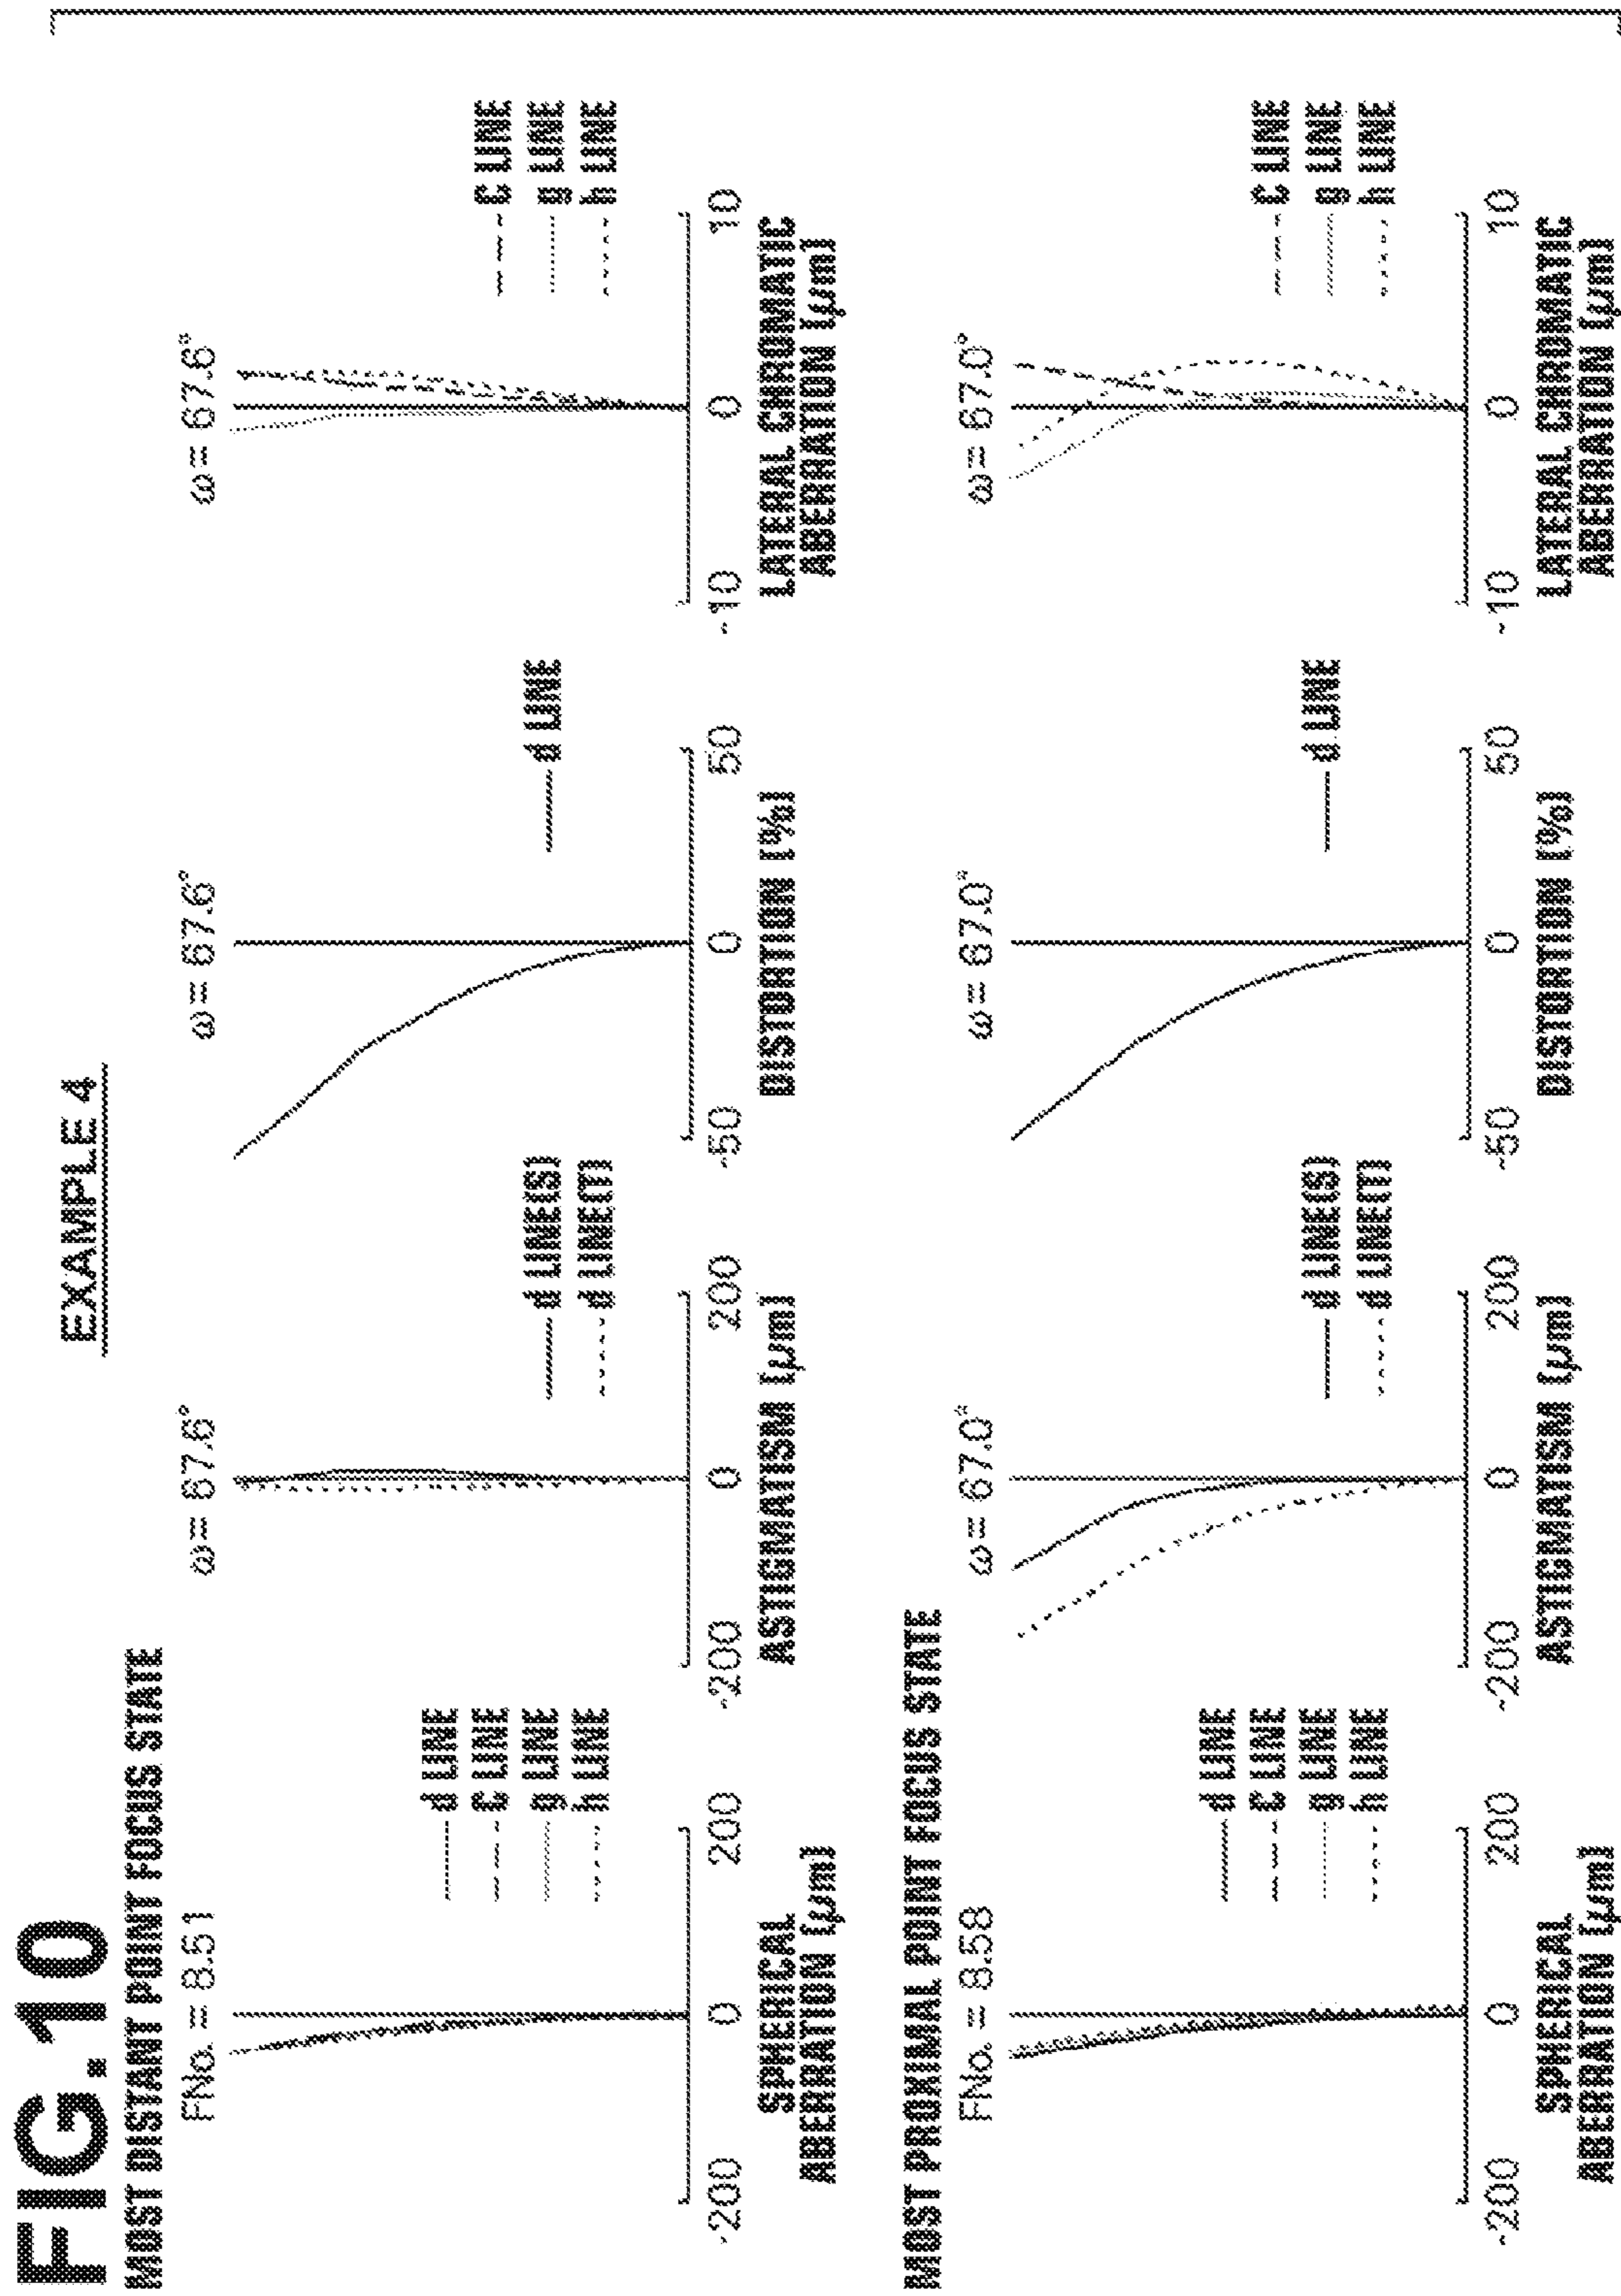 FIG.10
EXAMPLE 4
MOST DISTANT POINT FOCUS STATE
FNo. = 8.51
d LINE
C LINE
g LINE
h LINE
-200 0 200
SPHERICAL
ABERRATION [μm]
ω = 67.6°
d LINE(S)
d LINE(T)
-200 0 200
ASTIGMATISM [μm]
ω = 67.6°
d LINE
-50 0 50
DISTORTION [%]
ω = 67.6°
C LINE
g LINE
h LINE
-10 0 10
LATERAL CHROMATIC
ABERRATION [μm]
MOST PROXIMAL POINT FOCUS STATE
FNo. = 8.58
d LINE
C LINE
g LINE
h LINE
-200 0 200
SPHERICAL
ABERRATION [μm]
ω = 67.0°
d LINE(S)
d LINE(T)
-200 0 200
ASTIGMATISM [μm]
ω = 67.0°
d LINE
-50 0 50
DISTORTION [%]
ω = 67.0°
C LINE
g LINE
h LINE
-10 0 10
LATERAL CHROMATIC
ABERRATION [μm]